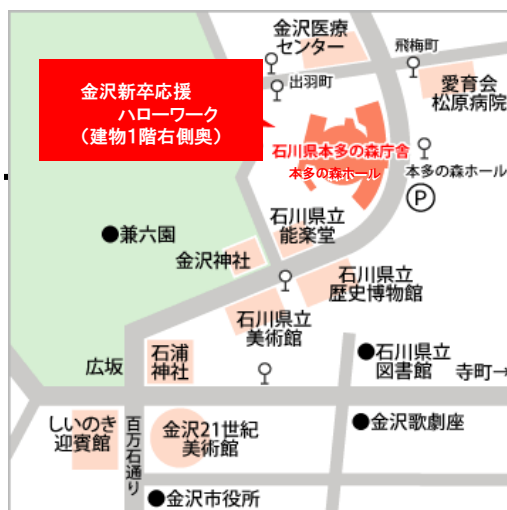 金沢医療
センター
飛梅町
出羽町
愛育会
松原病院
金沢新卒応援
ハローワーク
（建物1階右側奥）
石川県本多の森庁舎
本多の森ホール
本多の森ホール
P
石川県立
能楽堂
●兼六園
金沢神社
石川県立
歴史博物館
石川県立
美術館
広坂
石浦
神社
●石川県立
図書館
寺町→
しいのき
迎賓館
百万石通り
金沢21世紀
美術館
●金沢歌劇座
●金沢市役所